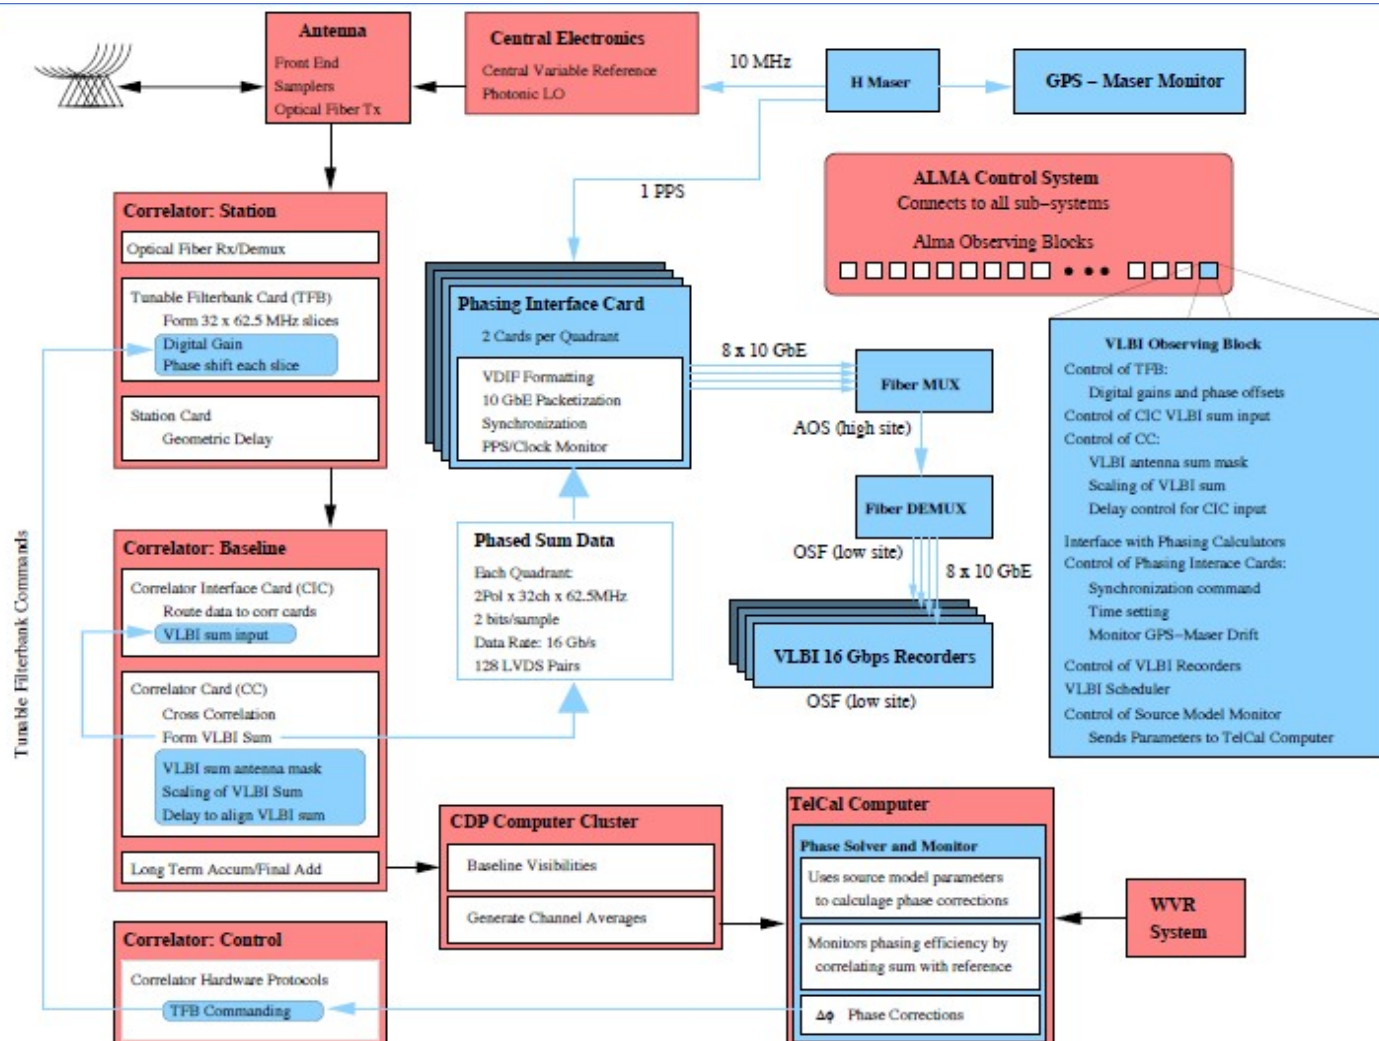 Antenna
Front End
Samplers
Optical Fiber Tx
Central Electronics
Central Variable Reference
Photonic LO
10 MHz
H Maser
GPS – Maser Monitor
1 PPS
ALMA Control System
Connects to all sub–systems
Alma Observing Blocks
Correlator: Station
Optical Fiber Rx/Demux
Tunable Filterbank Card (TFB)
Form 32 x 62.5 MHz slices
Digital Gain
Phase shift each slice
Station Card
Geometric Delay
Phasing Interface Card
2 Cards per Quadrant
VDIF Formatting
10 GbE Packetization
Synchronization
PPS/Clock Monitor
8 x 10 GbE
Fiber MUX
AOS (high site)
Fiber DEMUX
OSF (low site)
8 x 10 GbE
VLBI 16 Gbps Recorders
OSF (low site)
VLBI Observing Block
Control of TFB:
Digital gains and phase offsets
Control of CIC VLBI sum input
Control of CC:
VLBI antenna sum mask
Scaling of VLBI sum
Delay control for CIC input
Interface with Phasing Calculators
Control of Phasing Interace Cards:
Synchronization command
Time setting
Monitor GPS–Maser Drift
Control of VLBI Recorders
VLBI Scheduler
Control of Source Model Monitor
Sends Parameters to TelCal Computer
Phased Sum Data
Each Quadrant:
2Pol x 32ch x 62.5MHz
2 bits/sample
Data Rate: 16 Gb/s
128 LVDS Pairs
Tunable Filterbank Commands
Correlator: Baseline
Correlator Interface Card (CIC)
Route data to corr cards
VLBI sum input
Correlator Card (CC)
Cross Correlation
Form VLBI Sum
VLBI sum antenna mask
Scaling of VLBI Sum
Delay to align VLBI sum
Long Term Accum/Final Add
CDP Computer Cluster
Baseline Visibilities
Generate Channel Averages
TelCal Computer
Phase Solver and Monitor
Uses source model parameters
to calculage phase corrections
Monitors phasing efficiency by
correlating sum with reference
Δφ Phase Corrections
WVR
System
Correlator: Control
Correlator Hardware Protocols
TFB Commanding